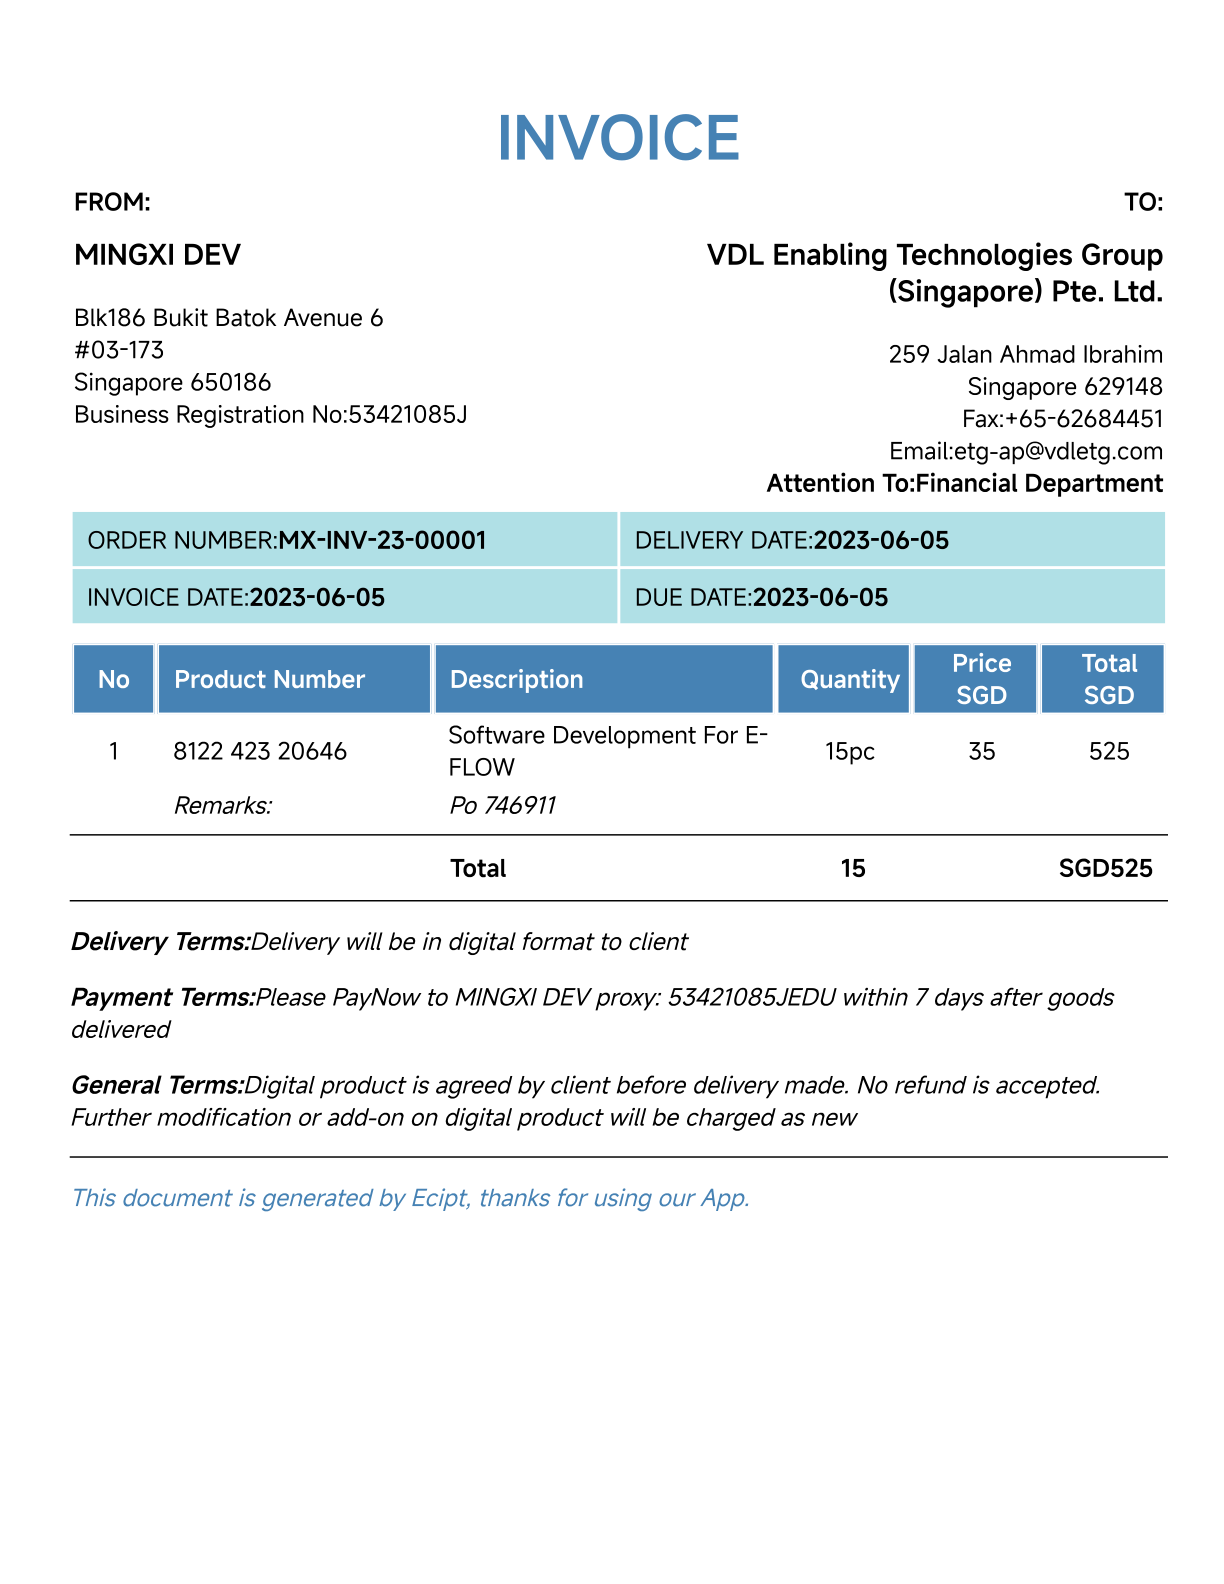 INVOICE
FROM:
MINGXI DEV
Blk186 Bukit Batok Avenue 6
#03-173
Singapore 650186
Business Registration No:53421085J
TO:
VDL Enabling Technologies Group
(Singapore) Pte. Ltd.
259 Jalan Ahmad Ibrahim
Singapore 629148
Fax:+65-62684451
Email:etg-ap@vdletg.com
Attention To:Financial Department
ORDER NUMBER:MX-INV-23-00001 DELIVERY DATE:2023-06-05
INVOICE DATE:2023-06-05 DUE DATE:2023-06-05
No Product Number Description Quantity Price SGD Total SGD
1 8122 423 20646 Software Development For E- 15pc 35 525
FLOW
Remarks: Po 746911
Total 15 SGD525
Delivery Terms:Delivery will be in digital format to client
Payment Terms:Please PayNow to MINGXI DEV proxy: 53421085JEDU within 7 days after goods
delivered
General Terms:Digital product is agreed by client before delivery made. No refund is accepted.
Further modification or add-on on digital product will be charged as new
This document is generated by Ecipt, thanks for using our App.